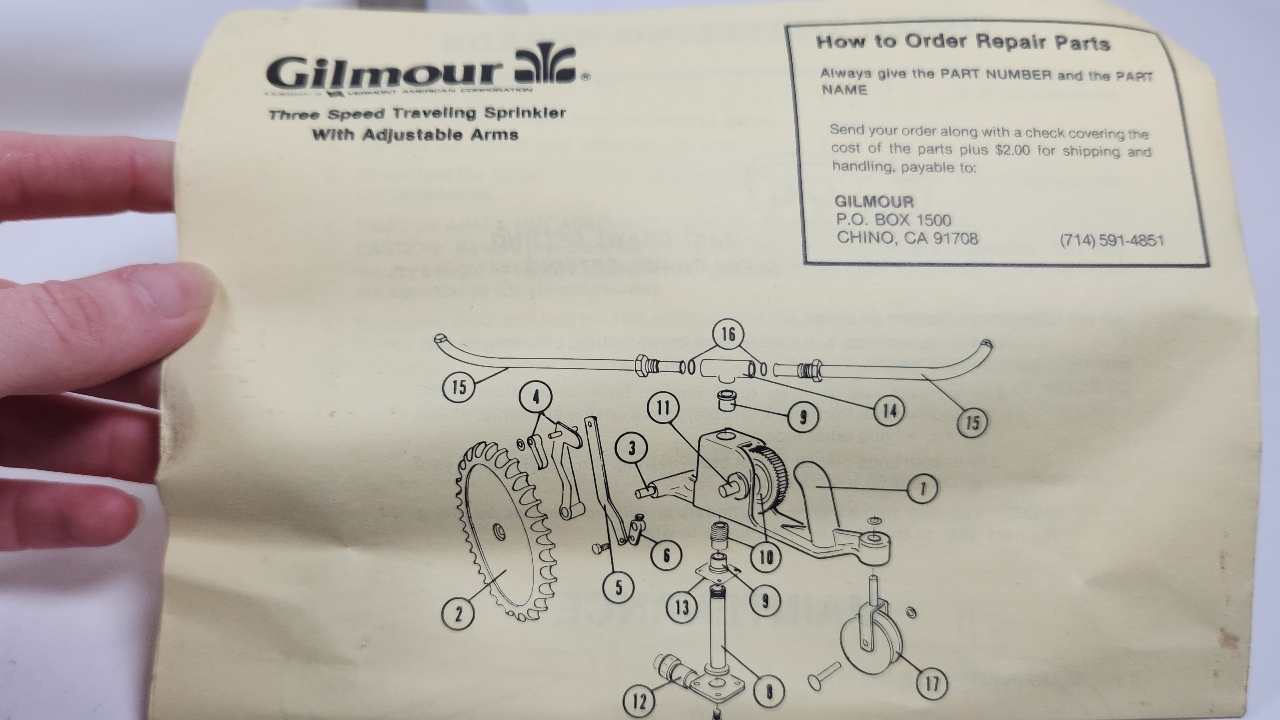 Gilmour ®
VERMONT AMERICAN CORPORATION
Three Speed Traveling Sprinkler
With Adjustable Arms
How to Order Repair Parts
Always give the PART NUMBER and the PART
NAME
Send your order along with a check covering the
cost of the parts plus $2.00 for shipping and
handling, payable to:
GILMOUR
P.O. BOX 1500
CHINO, CA 91708 (714) 591-4851
16
15
4
11
9
14
15
3
1
6
10
5
13
9
2
12
8
17